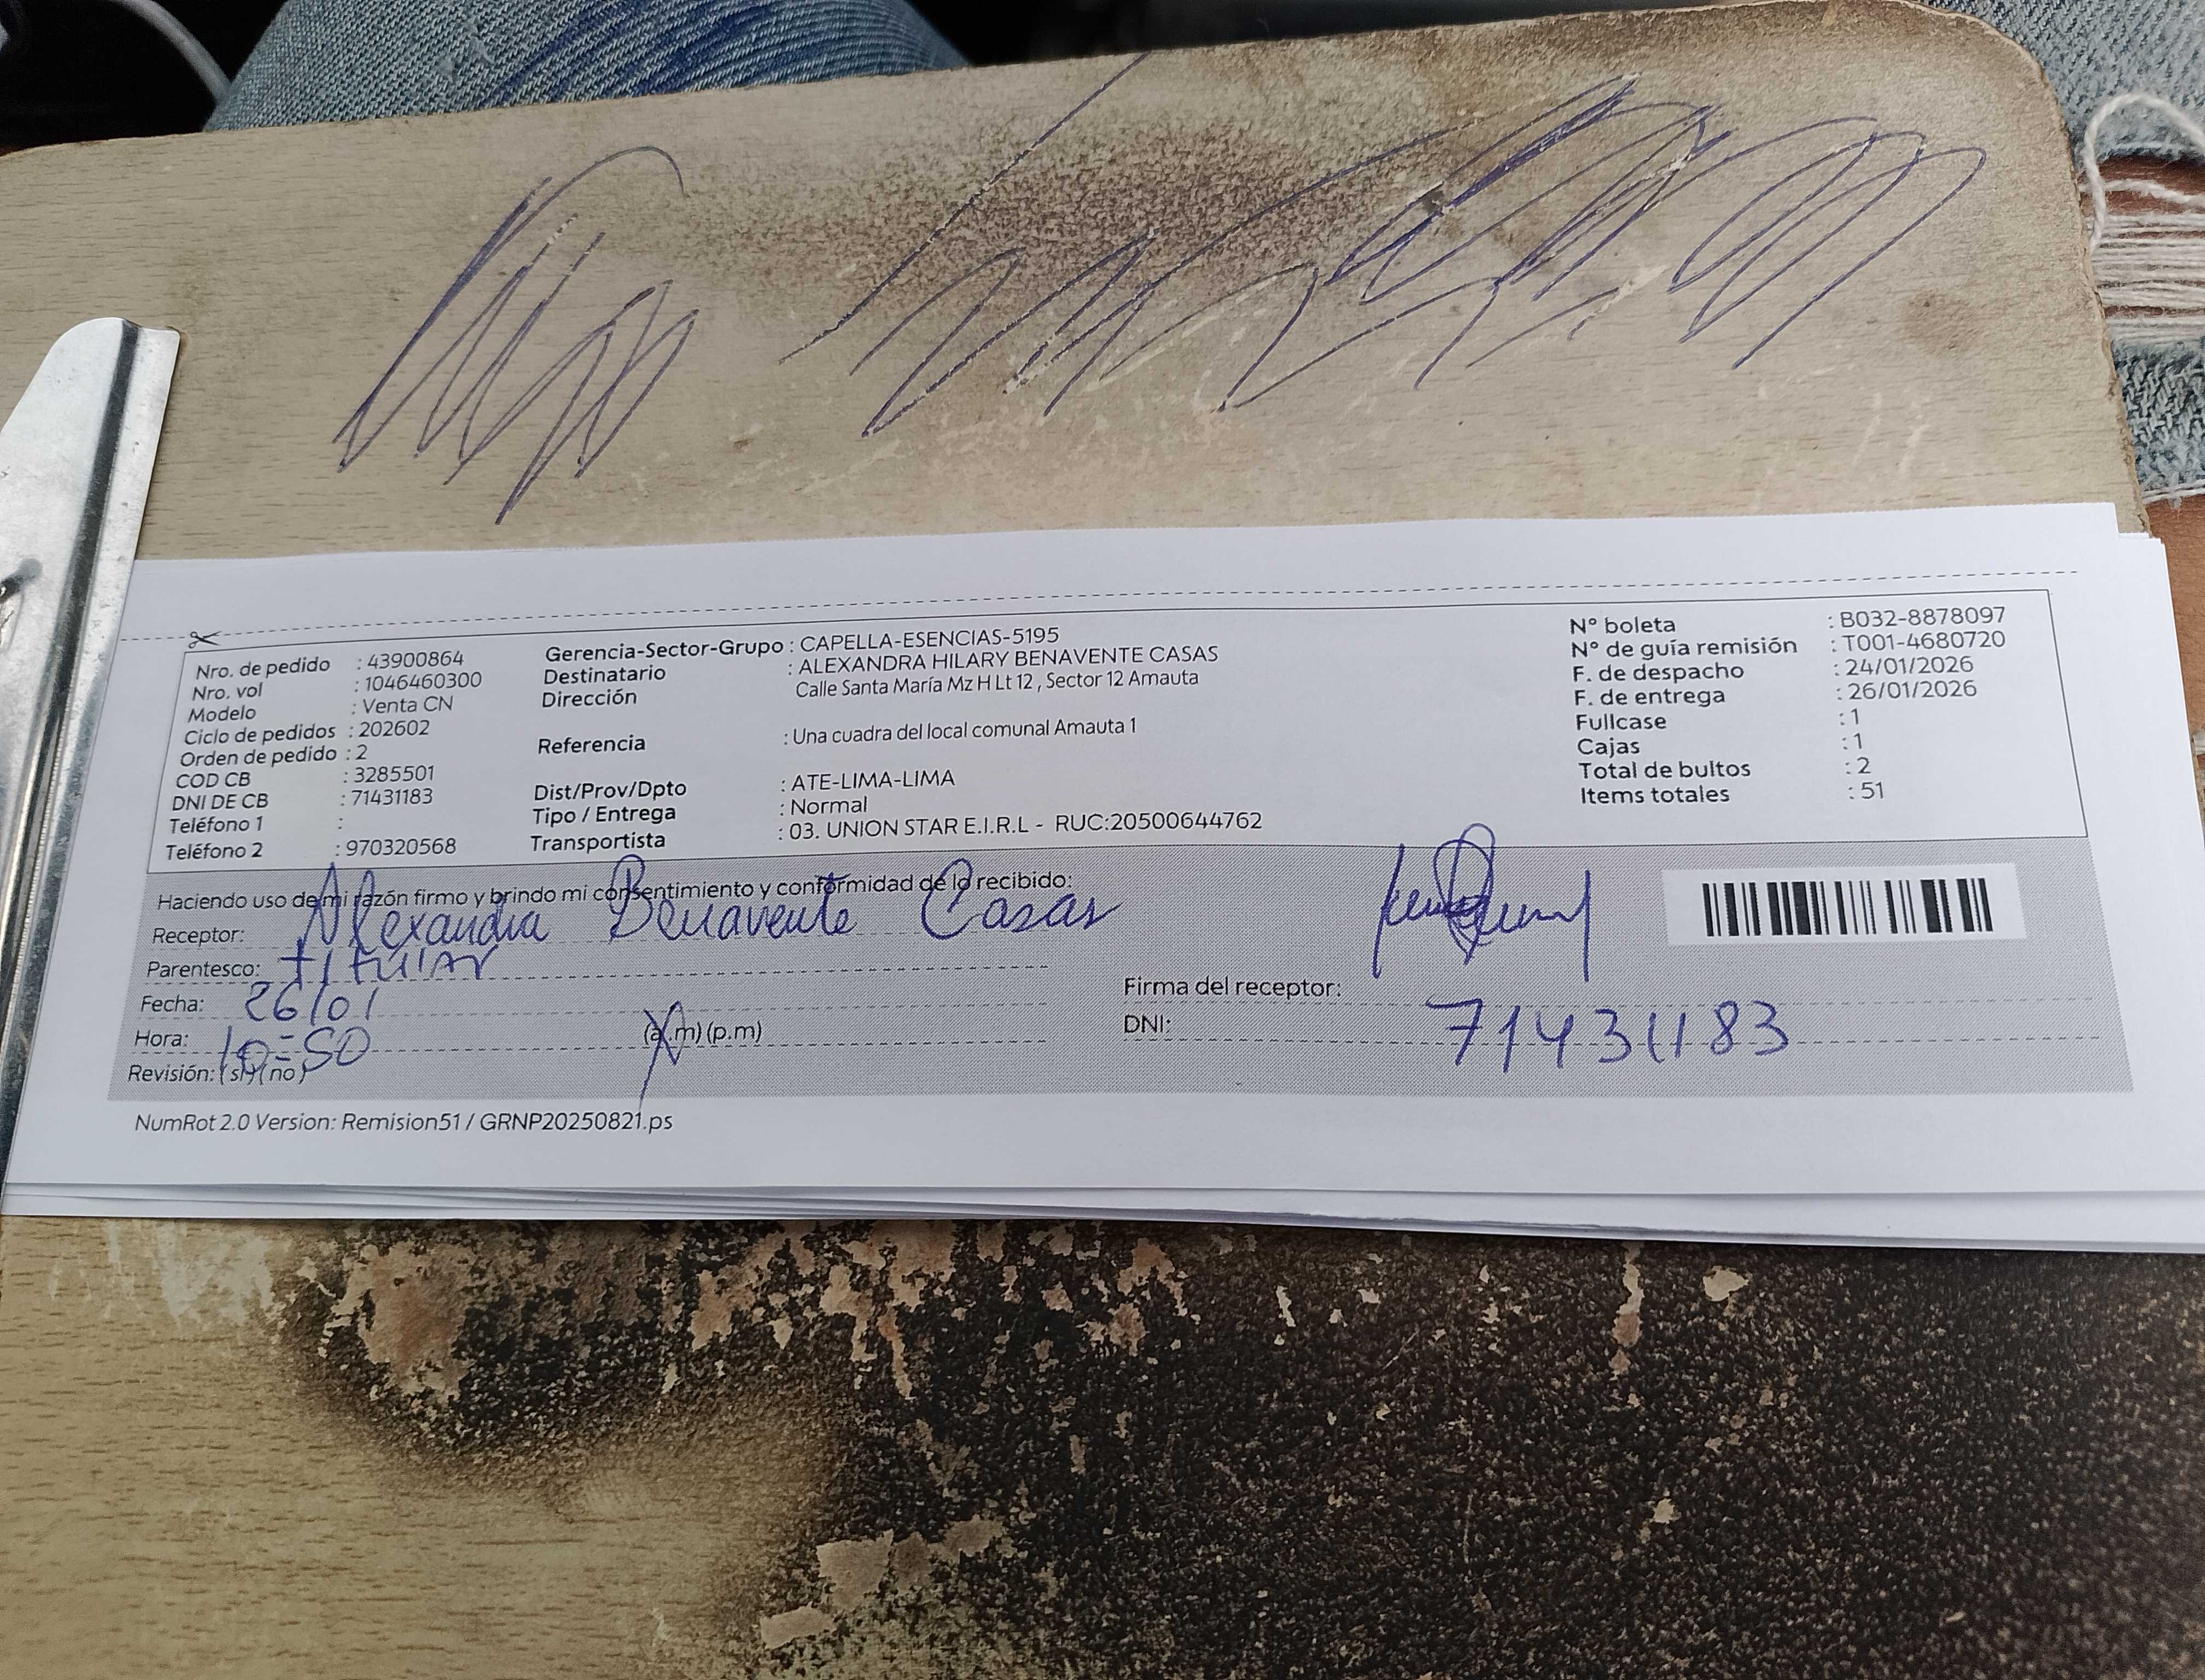 Nro. de pedido : 43900864
Nro. vol : 1046460300
Modelo : Venta CN
Ciclo de pedidos : 202602
Orden de pedido : 2
COD CB : 3285501
DNI DE CB : 71431183
Teléfono 1 :
Teléfono 2 : 970320568
Gerencia-Sector-Grupo : CAPELLA-ESENCIAS-5195
Destinatario : ALEXANDRA HILARY BENAVENTE CASAS
Dirección Calle Santa María Mz H Lt 12 , Sector 12 Amauta
Referencia : Una cuadra del local comunal Amauta 1
Dist/Prov/Dpto : ATE-LIMA-LIMA
Tipo / Entrega : Normal
Transportista : 03. UNION STAR E.I.R.L - RUC:20500644762
N° boleta : B032-8878097
N° de guía remisión : T001-4680720
F. de despacho : 24/01/2026
F. de entrega : 26/01/2026
Fullcase : 1
Cajas : 1
Total de bultos : 2
Items totales : 51
Haciendo uso de mi razón firmo y brindo mi consentimiento y conformidad de lo recibido:
Receptor: Alexandra Benavente Casas
Parentesco: titular
Fecha: 26/01
Hora: 10=50 (a.m) (p.m)
Revisión: (si) (no)
Firma del receptor:
DNI: 71431183
NumRot 2.0 Version: Remision51 / GRNP20250821.ps